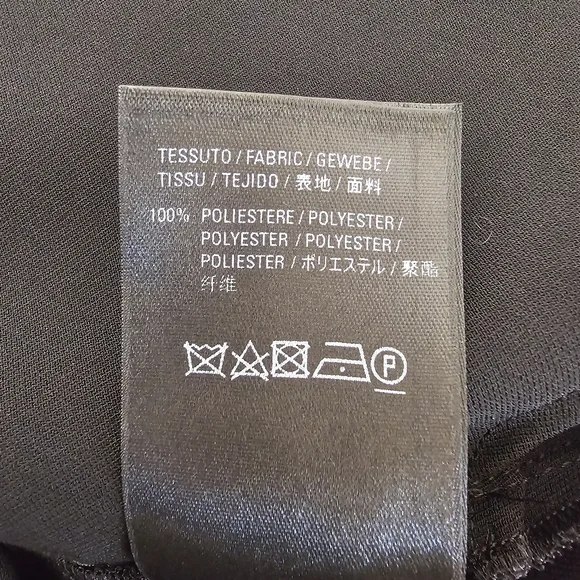 TESSUTO / FABRIC / GEWEBE /
TISSU / TEJIDO / 表地 / 面料
100% POLIESTERE / POLYESTER /
POLYESTER / POLYESTER /
POLIESTER / ポリエステル / 聚酯
纤维
P